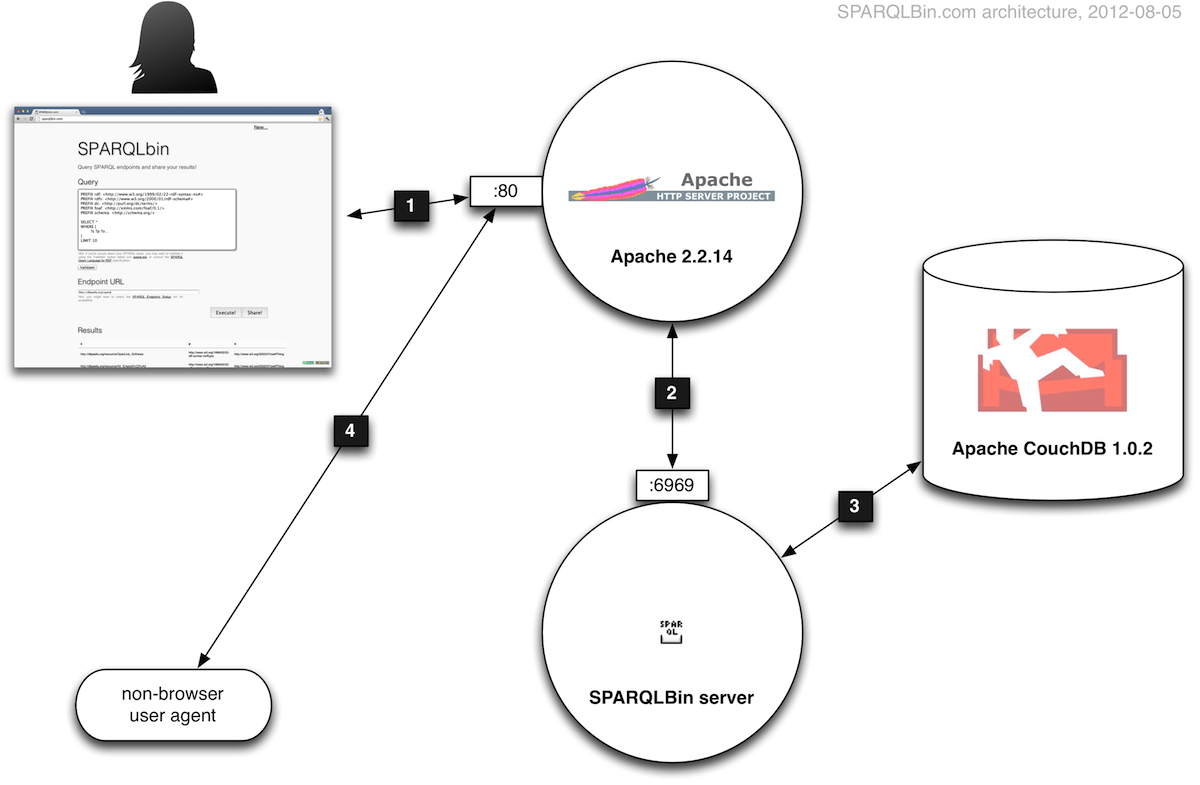 SPARQLBin.com architecture, 2012-08-05
New...
SPARQLbin
Query SPARQL endpoints and share your results!
Query
PREFIX rdf: <http://www.w3.org/1999/02/22-rdf-syntax-ns#>
PREFIX rdfs: <http://www.w3.org/2000/01/rdf-schema#>
PREFIX dc: <http://purl.org/dc/terms/>
PREFIX foaf: <http://xmlns.com/foaf/0.1/>
PREFIX schema: <http://schema.org/>
SELECT *
WHERE {
?s ?p ?o .
}
LIMIT 10
Validate!
Endpoint URL
Execute!
Share!
Results
:80
1
Apache
HTTP SERVER PROJECT
Apache 2.2.14
2
:6969
SPAR
QL
SPARQLBin server
3
Apache CouchDB 1.0.2
4
non-browser
user agent